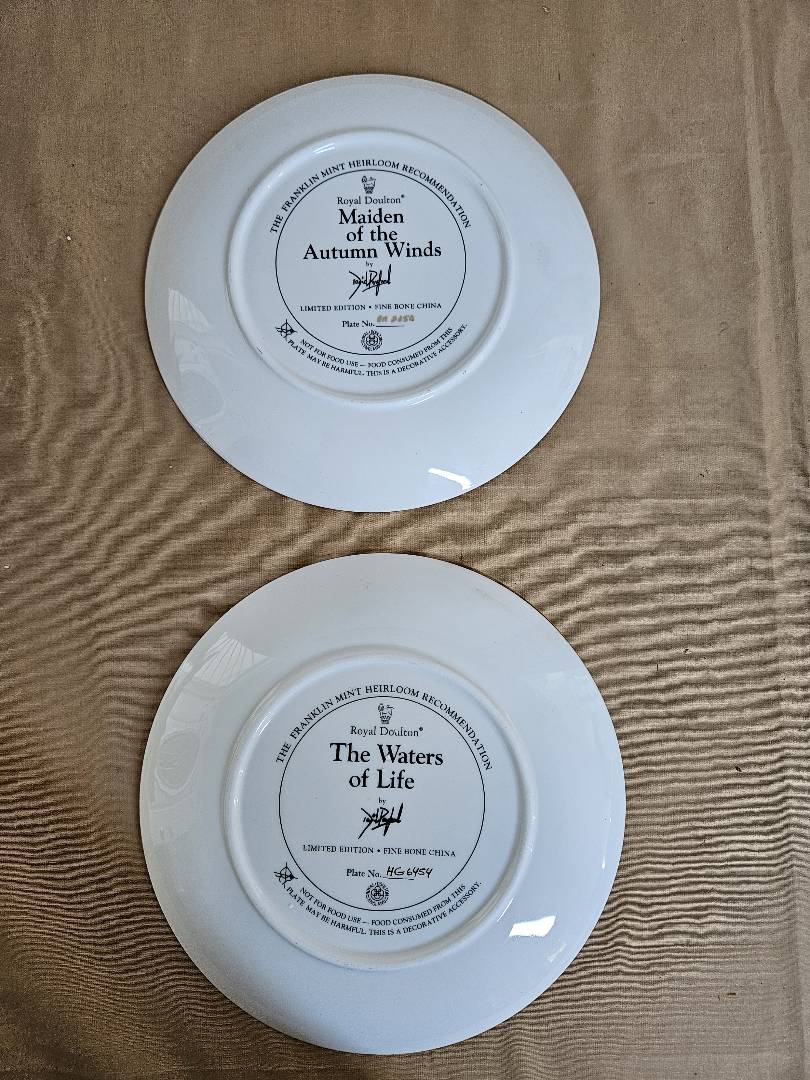 THE FRANKLIN MINT HEIRLOOM RECOMMENDATION
Royal Doulton®
Maiden
of the
Autumn Winds
by
LIMITED EDITION • FINE BONE CHINA
Plate No.
NOT FOR FOOD USE — FOOD CONSUMED FROM THIS
PLATE MAY BE HARMFUL. THIS IS A DECORATIVE ACCESSORY.
THE FRANKLIN MINT HEIRLOOM RECOMMENDATION
Royal Doulton®
The Waters
of Life
by
LIMITED EDITION • FINE BONE CHINA
Plate No. HG6454
NOT FOR FOOD USE — FOOD CONSUMED FROM THIS
PLATE MAY BE HARMFUL. THIS IS A DECORATIVE ACCESSORY.